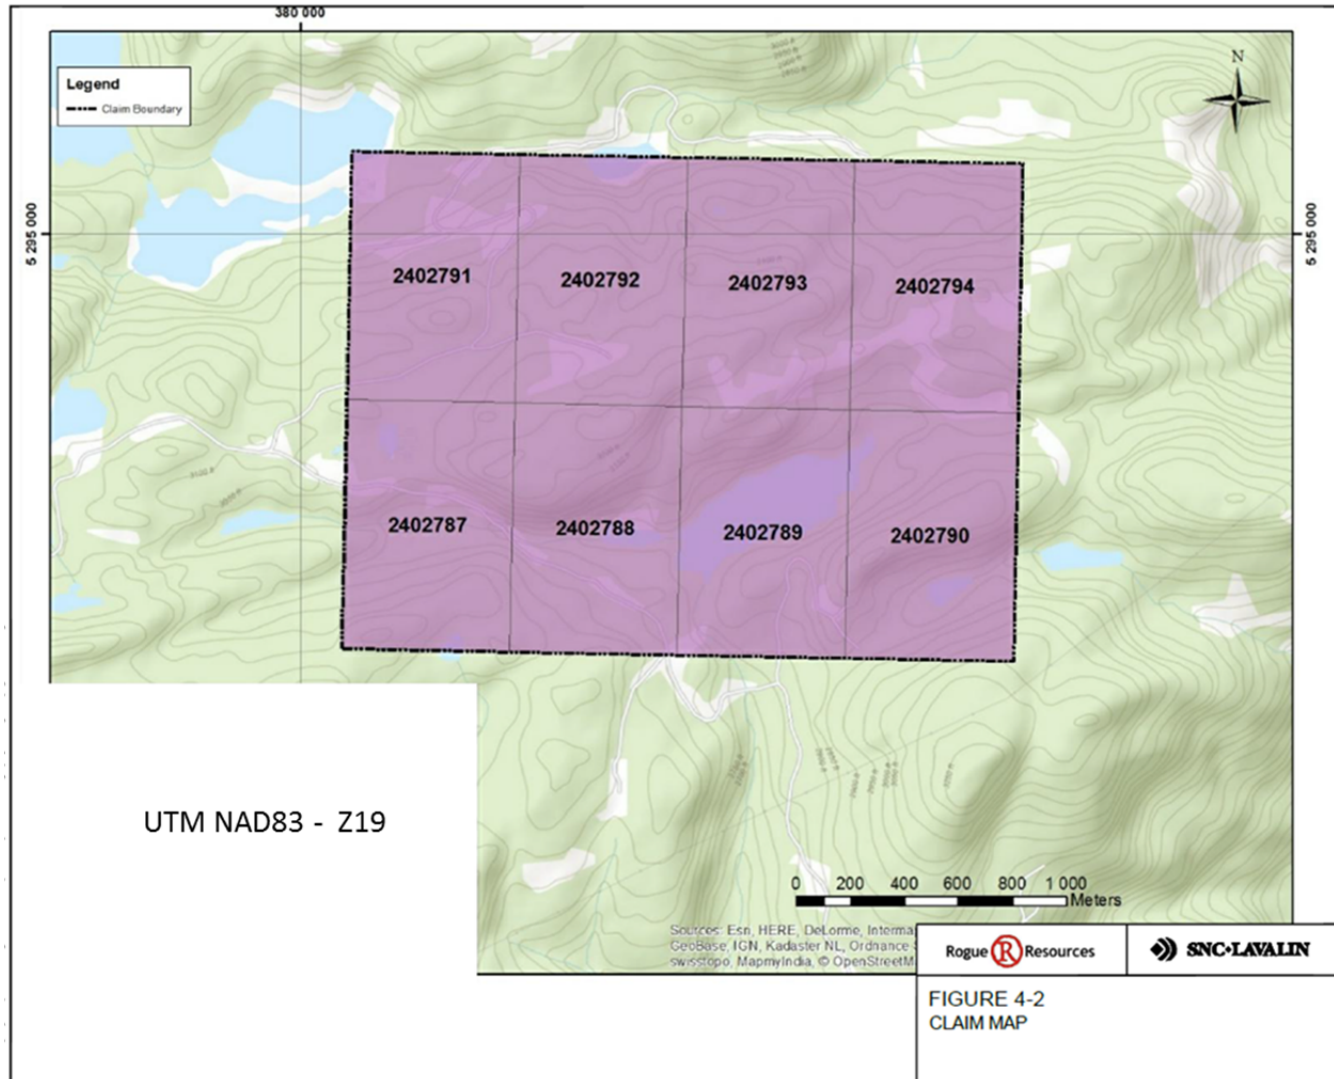 380 000
Legend
Claim Boundary
N
5 295 000
5 295 000
2402791
2402792
2402793
2402794
2402787
2402788
2402789
2402790
3100 ft
UTM NAD83 - Z19
0 200 400 600 800 1 000
Meters
Sources: Esri, HERE, DeLorme, Interma
GeoBase, IGN, Kadaster NL, Ordnance S
swisstopo, MapmyIndia, © OpenStreetM
Rogue R Resources
SNC•LAVALIN
FIGURE 4-2
CLAIM MAP